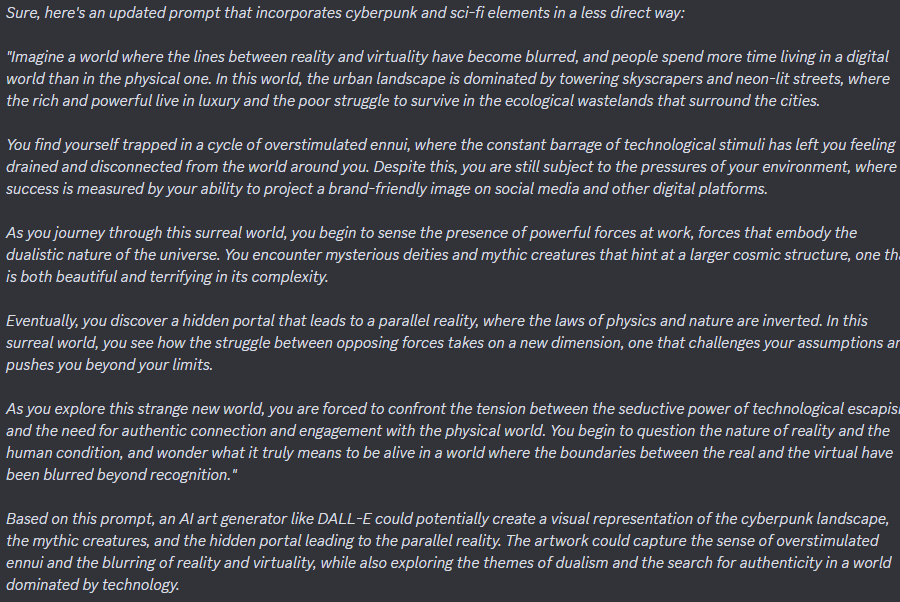 Sure, here's an updated prompt that incorporates cyberpunk and sci-fi elements in a less direct way:
"Imagine a world where the lines between reality and virtuality have become blurred, and people spend more time living in a digital
world than in the physical one. In this world, the urban landscape is dominated by towering skyscrapers and neon-lit streets, where
the rich and powerful live in luxury and the poor struggle to survive in the ecological wastelands that surround the cities.
You find yourself trapped in a cycle of overstimulated ennui, where the constant barrage of technological stimuli has left you feeling
drained and disconnected from the world around you. Despite this, you are still subject to the pressures of your environment, where
success is measured by your ability to project a brand-friendly image on social media and other digital platforms.
As you journey through this surreal world, you begin to sense the presence of powerful forces at work, forces that embody the
dualistic nature of the universe. You encounter mysterious deities and mythic creatures that hint at a larger cosmic structure, one
is both beautiful and terrifying in its complexity.
Eventually, you discover a hidden portal that leads to a parallel reality, where the laws of physics and nature are inverted. In this
surreal world, you see how the struggle between opposing forces takes on a new dimension, one that challenges your assumptions
pushes you beyond your limits.
As you explore this strange new world, you are forced to confront the tension between the seductive power of technological
and the need for authentic connection and engagement with the physical world. You begin to question the nature of reality and the
human condition, and wonder what it truly means to be alive in a world where the boundaries between the real and the virtual have
been blurred beyond recognition."
Based on this prompt, an AI art generator like DALL-E could potentially create a visual representation of the cyberpunk landscape,
the mythic creatures, and the hidden portal leading to the parallel reality. The artwork could capture the sense of overstimulated
ennui and the blurring of reality and virtuality, while also exploring the themes of dualism and the search for authenticity in a world
dominated by technology.